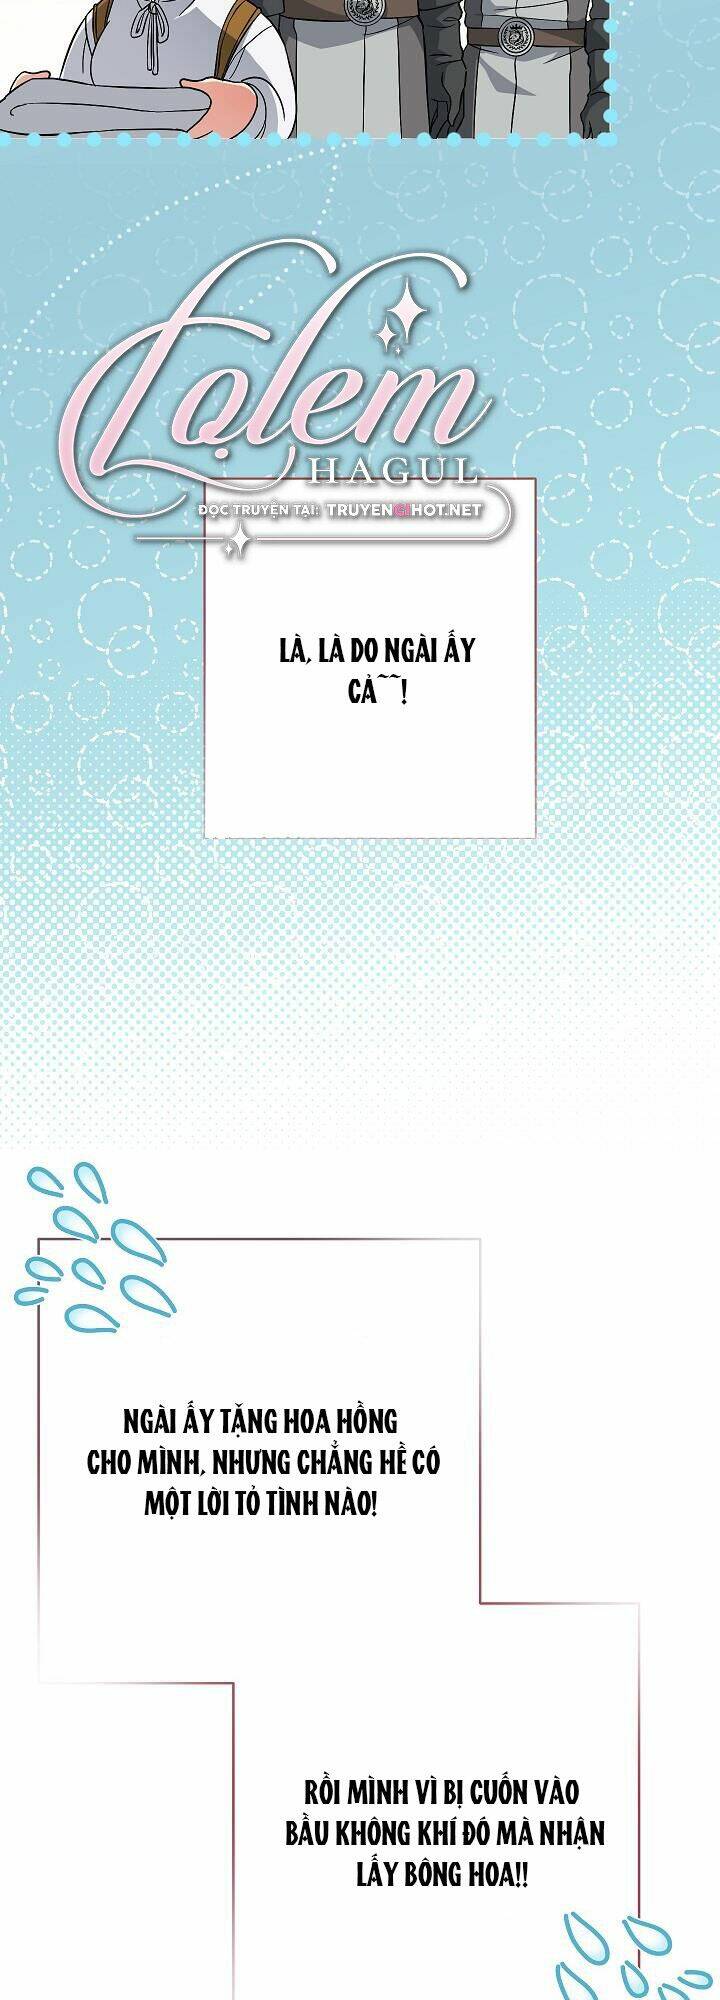 Lọlem
HAGUL
ĐỌC TRUYỆN TẠI: TRUYENGIHOT.NET
LÀ, LÀ DO NGÀI ẤY
CẢ~~!
NGÀI ẤY TẶNG HOA HỒNG
CHO MÌNH, NHƯNG CHẲNG HỀ CÓ
MỘT LỜI TỎ TÌNH NÀO!
RỒI MÌNH VÌ BỊ CUỐN VÀO
BẦU KHÔNG KHÍ ĐÓ MÀ NHẬN
LẤY BÔNG HOA!!